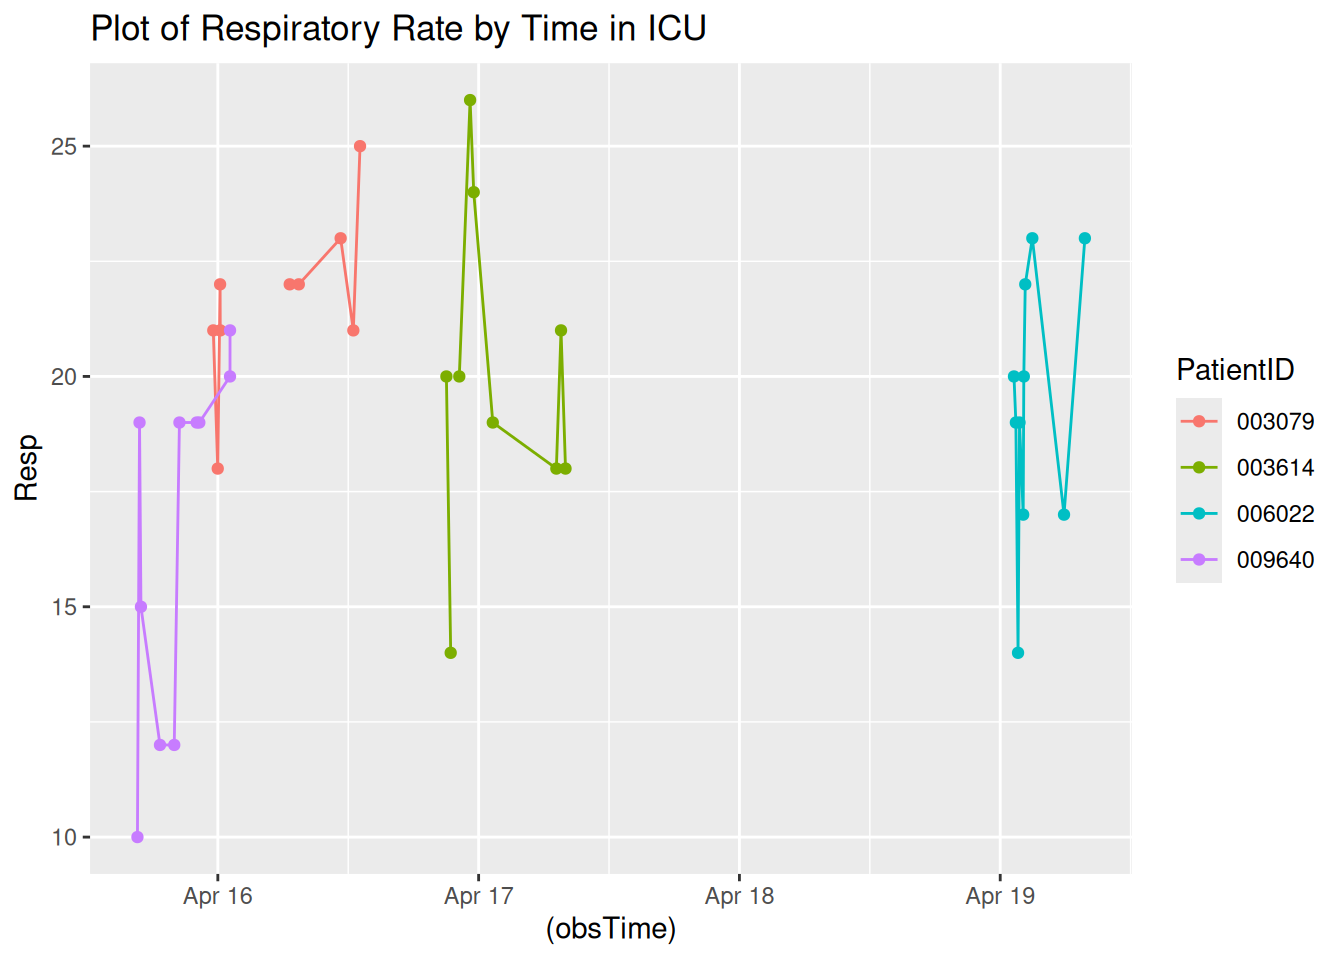 Plot of Respiratory Rate by Time in ICU
25
20
15
10
Resp
Apr 16
Apr 17
Apr 18
Apr 19
(obsTime)
PatientID
003079
003614
006022
009640